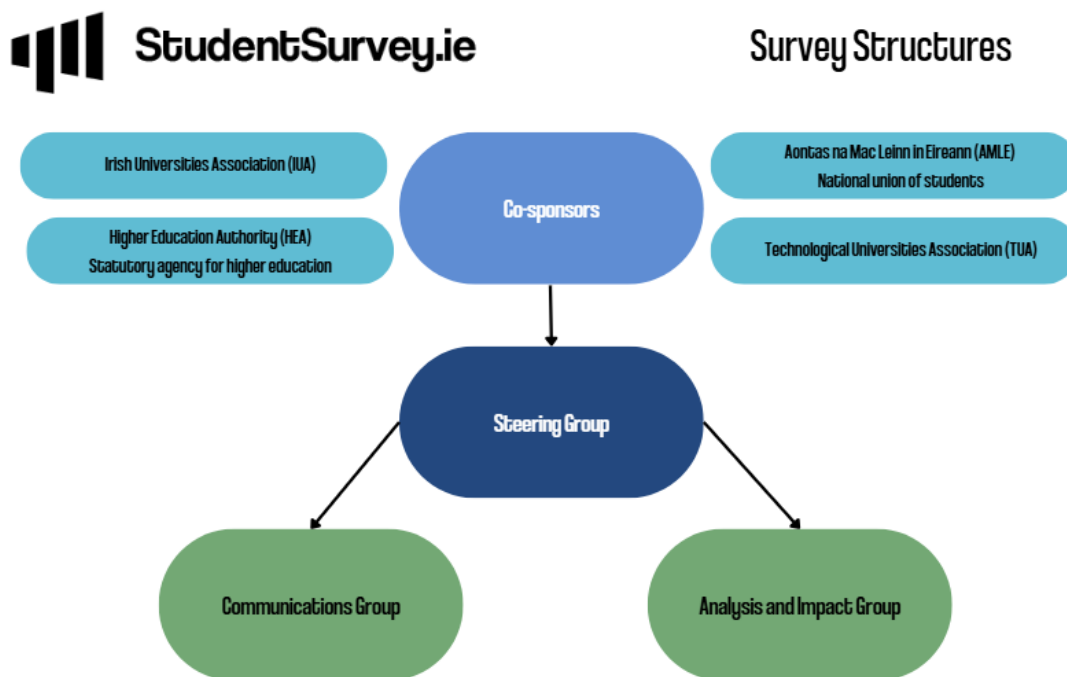 StudentSurvey.ie
Survey Structures
Irish Universities Association (IUA)
Higher Education Authority (HEA)
Statutory agency for higher education
Co-sponsors
Aontas na Mac Leinn in Eireann (AMLE)
National union of students
Technological Universities Association (TUA)
Steering Group
Communications Group
Analysis and Impact Group